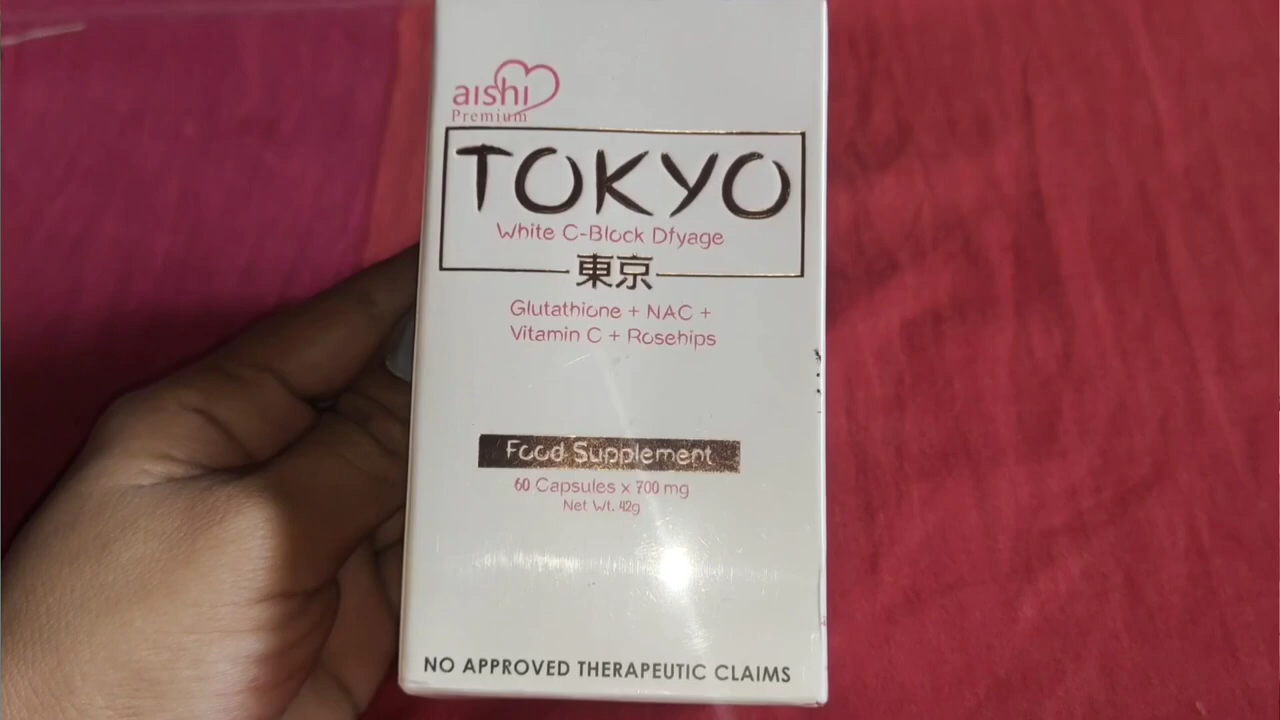 aishi
Premium
TOKYO
White C-Block Dfyage
東京
Glutathione + NAC +
Vitamin C + Rosehips
Food Supplement
60 Capsules x 700 mg
Net Wt. 42g
NO APPROVED THERAPEUTIC CLAIMS